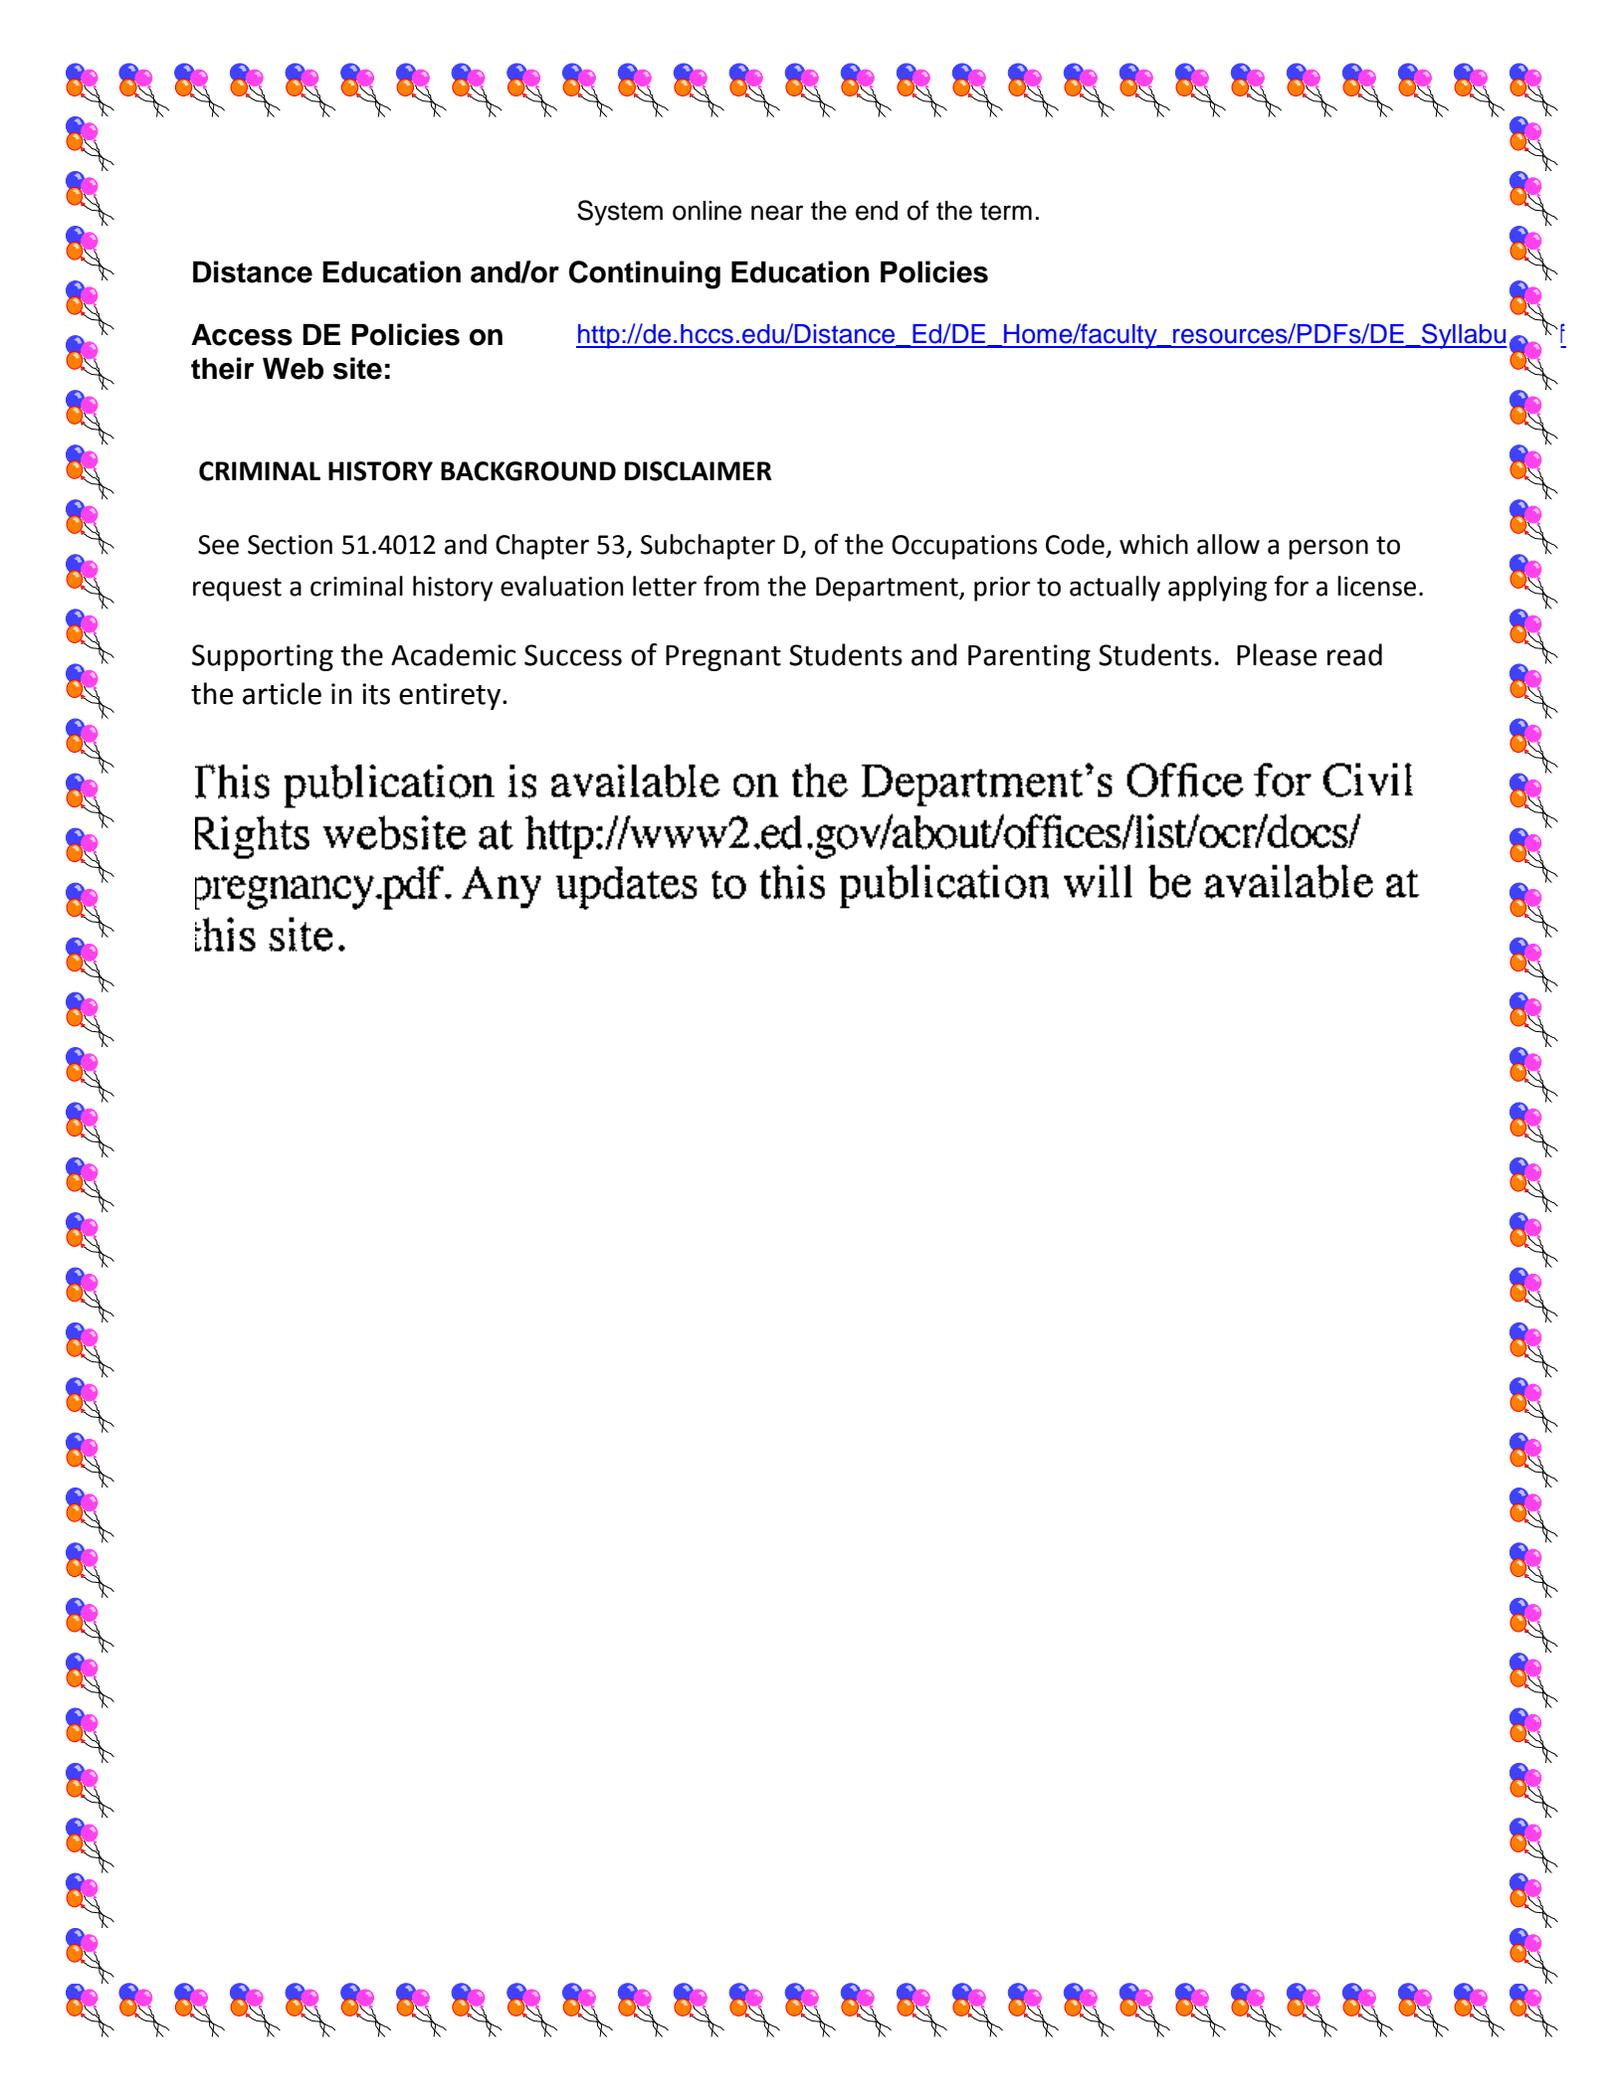 System online near the end of the term.
Distance Education and/or Continuing Education Policies
Access DE Policies on http://de.hccs.edu/Distance_Ed/DE_Home/faculty_resources/PDFs/DE_Syllabu
their Web site:
CRIMINAL HISTORY BACKGROUND DISCLAIMER
See Section 51.4012 and Chapter 53, Subchapter D, of the Occupations Code, which allow a person to
request a criminal history evaluation letter from the Department, prior to actually applying for a license.
Supporting the Academic Success of Pregnant Students and Parenting Students. Please read
the article in its entirety.
This publication is available on the Department's Office for Civil
Rights website at http://www2.ed.gov/about/offices/list/ocr/docs/
pregnancy.pdf. Any updates to this publication will be available at
this site.